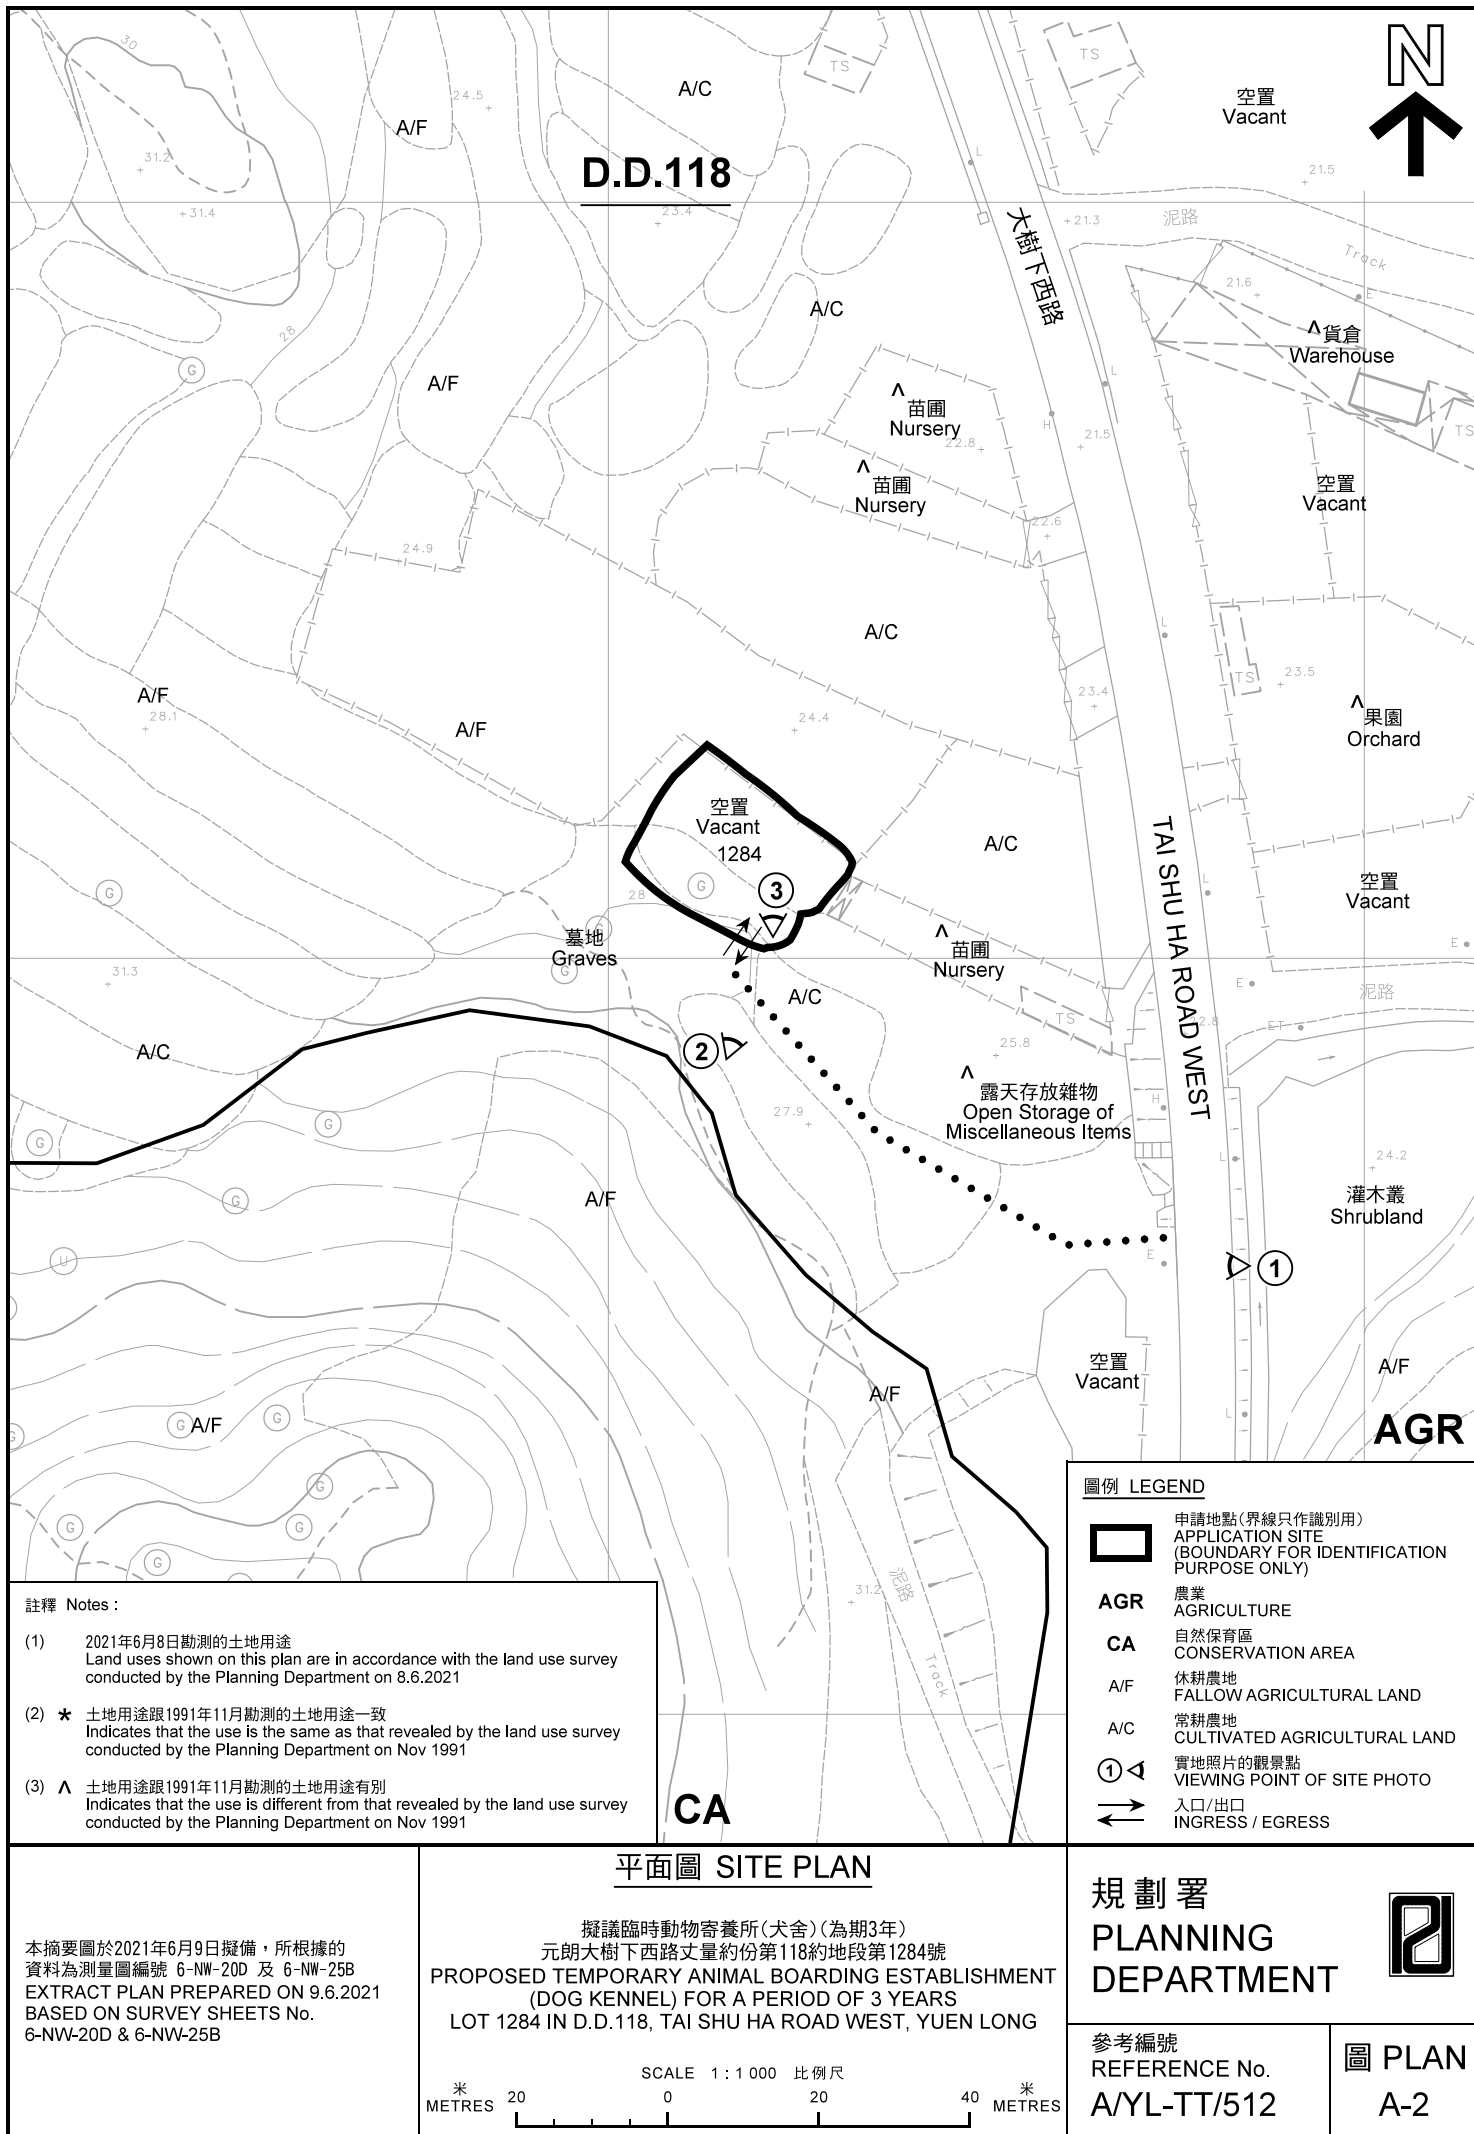 N
D.D.118
30
24.5
A/F
A/C
TS
TS
空置
Vacant
31.2
31.4
23.4
21.5
21.3
泥路
Track
大樹下西路
28
A/C
21.6
E
貨倉
Warehouse
TS
G
A/F
苗圃
Nursery
22.8
苗圃
Nursery
L
L
H
21.5
空置
Vacant
22.6
24.9
A/C
L
23.4
TS
23.5
果園
Orchard
A/F
28.1
A/F
24.4
空置
Vacant
1284
G
3
28
G
A/C
TAI SHU HA ROAD WEST
L
空置
Vacant
墓地
Graves
G
G
苗圃
Nursery
E
E
31.3
A/C
泥路
TS
22.8
ET
A/C
2
25.8
露天存放雜物
Open Storage of
Miscellaneous Items
27.9
H
G
G
L
24.2
灌木叢
Shrubland
A/F
G
U
E
1
空置
Vacant
A/F
A/F
L
AGR
G A/F
G
G
G
G
G
G
31.2
泥路
Track
CA
圖例 LEGEND
申請地點(界線只作識別用)
APPLICATION SITE
(BOUNDARY FOR IDENTIFICATION
PURPOSE ONLY)
AGR 農業
AGRICULTURE
CA 自然保育區
CONSERVATION AREA
A/F 休耕農地
FALLOW AGRICULTURAL LAND
A/C 常耕農地
CULTIVATED AGRICULTURAL LAND
1 實地照片的觀景點
VIEWING POINT OF SITE PHOTO
入口/出口
INGRESS / EGRESS
註釋 Notes :
(1) 2021年6月8日勘測的土地用途
Land uses shown on this plan are in accordance with the land use survey
conducted by the Planning Department on 8.6.2021
(2) * 土地用途跟1991年11月勘測的土地用途一致
Indicates that the use is the same as that revealed by the land use survey
conducted by the Planning Department on Nov 1991
(3) ∧ 土地用途跟1991年11月勘測的土地用途有別
Indicates that the use is different from that revealed by the land use survey
conducted by the Planning Department on Nov 1991
本摘要圖於2021年6月9日擬備，所根據的
資料為測量圖編號 6-NW-20D 及 6-NW-25B
EXTRACT PLAN PREPARED ON 9.6.2021
BASED ON SURVEY SHEETS No.
6-NW-20D & 6-NW-25B
平面圖 SITE PLAN
擬議臨時動物寄養所(犬舍)(為期3年)
元朗大樹下西路丈量約份第118約地段第1284號
PROPOSED TEMPORARY ANIMAL BOARDING ESTABLISHMENT
(DOG KENNEL) FOR A PERIOD OF 3 YEARS
LOT 1284 IN D.D.118, TAI SHU HA ROAD WEST, YUEN LONG
SCALE 1 : 1 000 比例尺
米
METRES 20 0 20 40 米
METRES
規劃署
PLANNING
DEPARTMENT
參考編號
REFERENCE No.
A/YL-TT/512
圖 PLAN
A-2